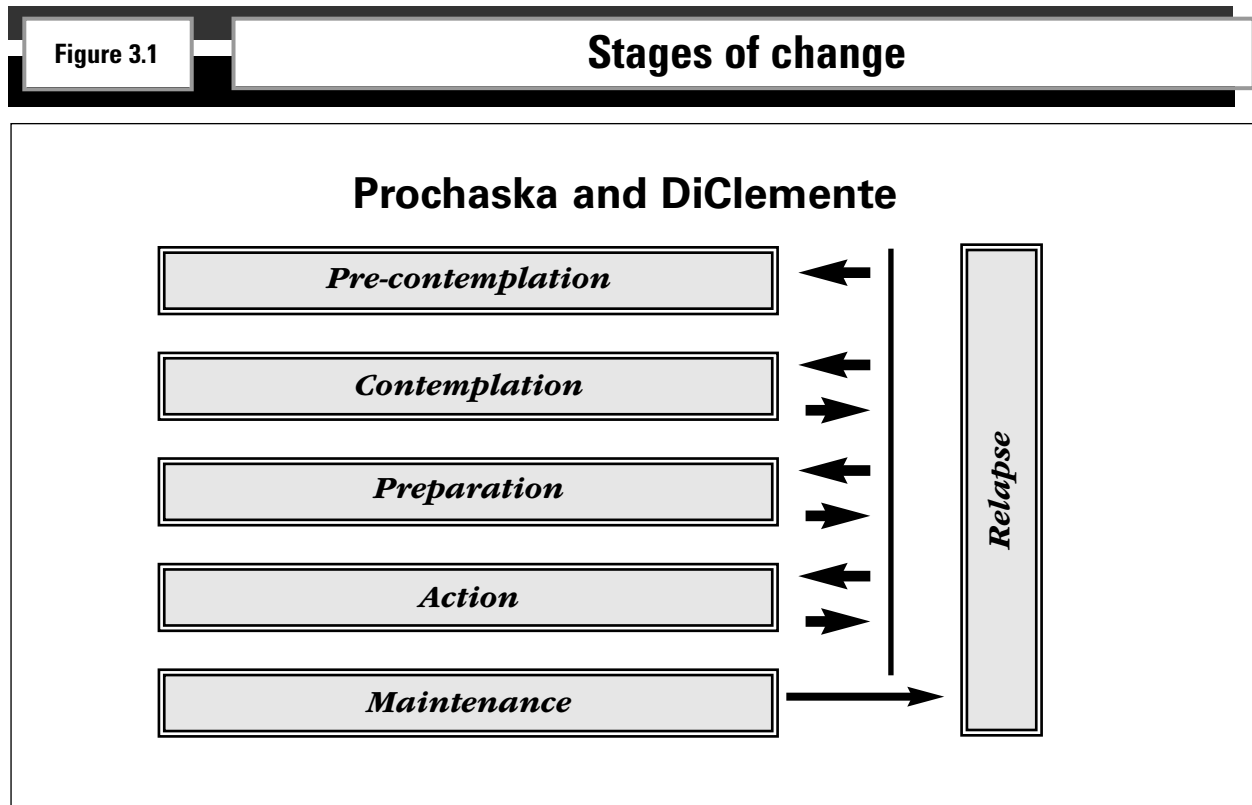 Figure 3.1
Stages of change
Prochaska and DiClemente
Pre-contemplation
Contemplation
Preparation
Action
Maintenance
Relapse